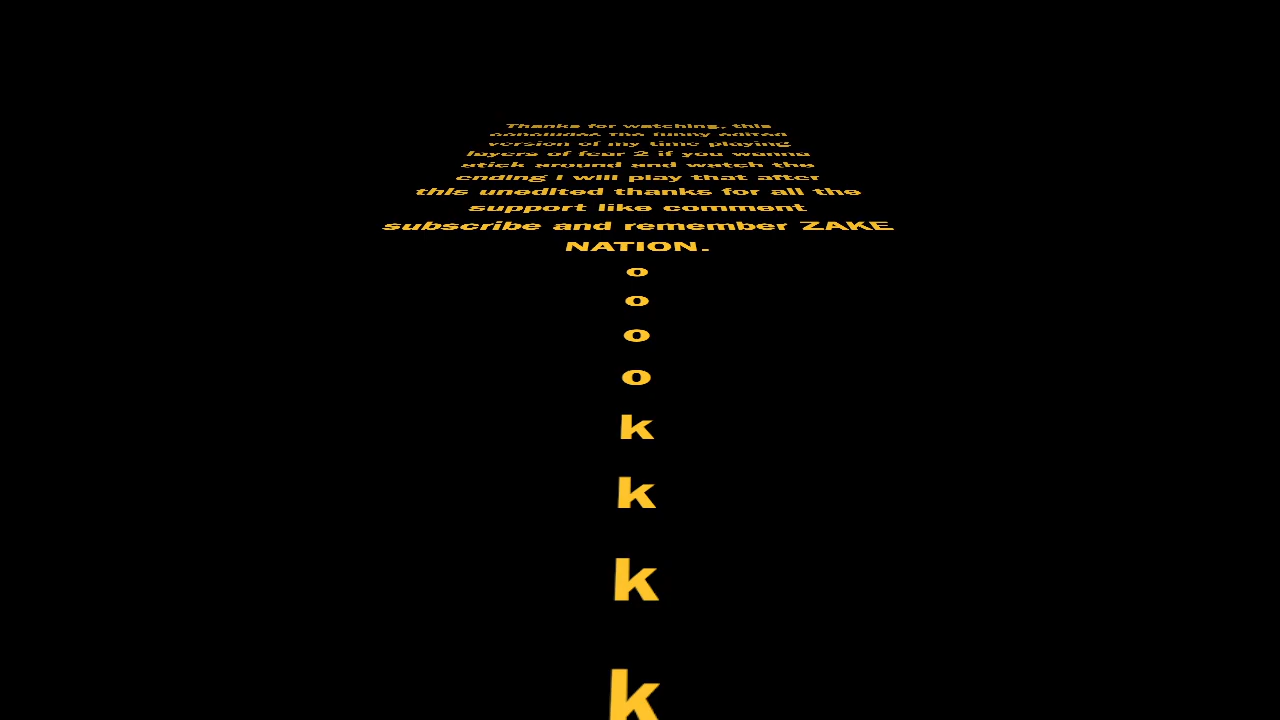 Thanks for watching, this
concludes the funny edited
version of my time playing
layers of fear 2 if you wanna
stick around and watch the
ending I will play that after
this unedited thanks for all the
support like comment
subscribe and remember ZAKE
NATION.
o
o
o
o
k
k
k
k